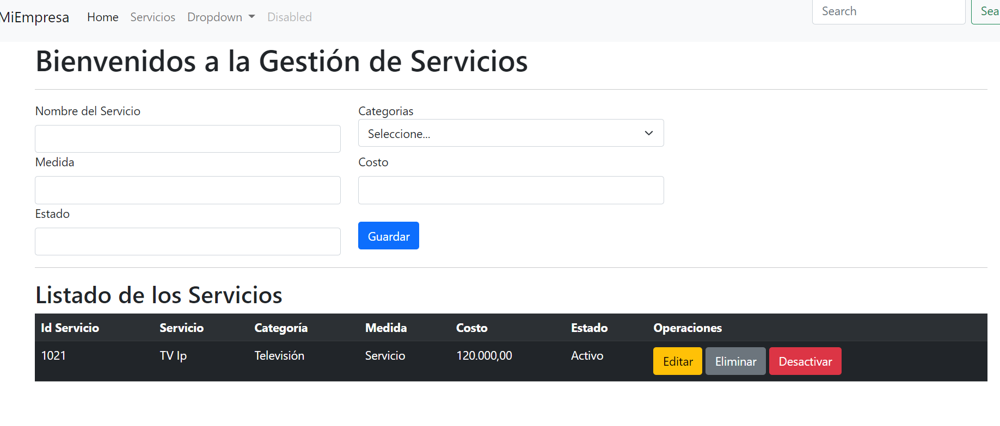 MiEmpresa Home Servicios Dropdown Disabled Search Sea
Bienvenidos a la Gestión de Servicios
Nombre del Servicio Categorias
Seleccione...
Medida Costo
Estado
Guardar
Listado de los Servicios
Id Servicio Servicio Categoría Medida Costo Estado Operaciones
1021 TV Ip Televisión Servicio 120.000,00 Activo Editar Eliminar Desactivar